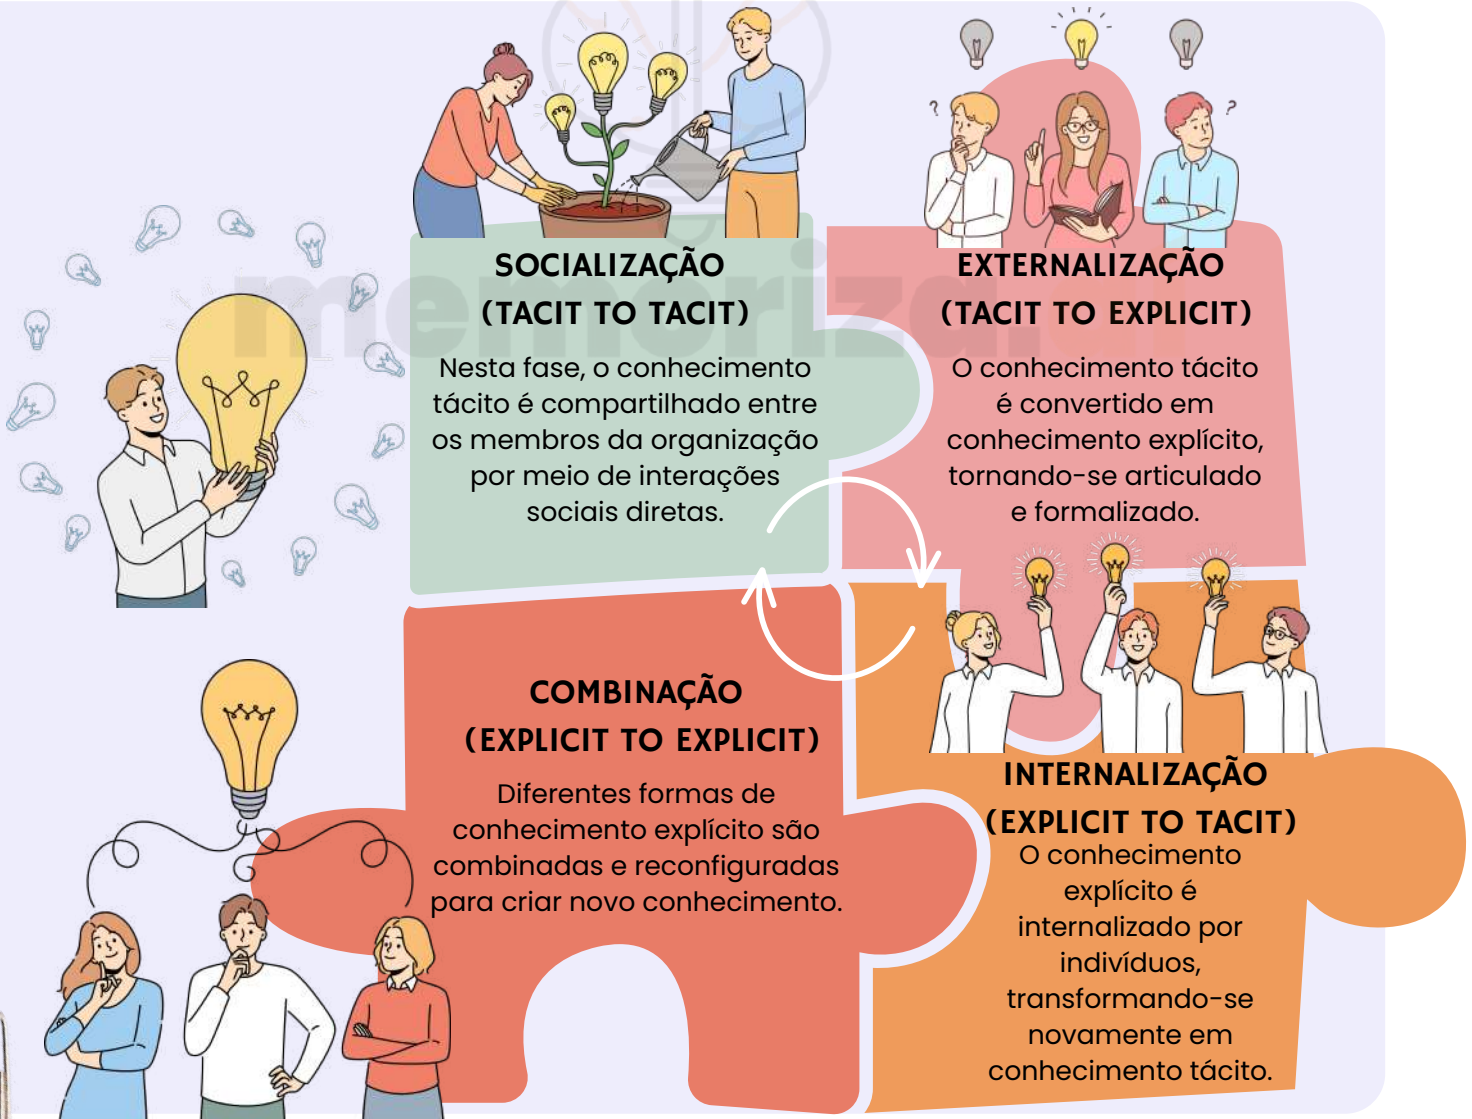 SOCIALIZAÇÃO
(TACIT TO TACIT)
Nesta fase, o conhecimento
tácito é compartilhado entre
os membros da organização
por meio de interações
sociais diretas.
EXTERNALIZAÇÃO
(TACIT TO EXPLICIT)
O conhecimento tácito
é convertido em
conhecimento explícito,
tornando-se articulado
e formalizado.
COMBINAÇÃO
(EXPLICIT TO EXPLICIT)
Diferentes formas de
conhecimento explícito são
combinadas e reconfiguradas
para criar novo conhecimento.
INTERNALIZAÇÃO
(EXPLICIT TO TACIT)
O conhecimento
explícito é
internalizado por
indivíduos,
transformando-se
novamente em
conhecimento tácito.
memoriza.ai
? ?